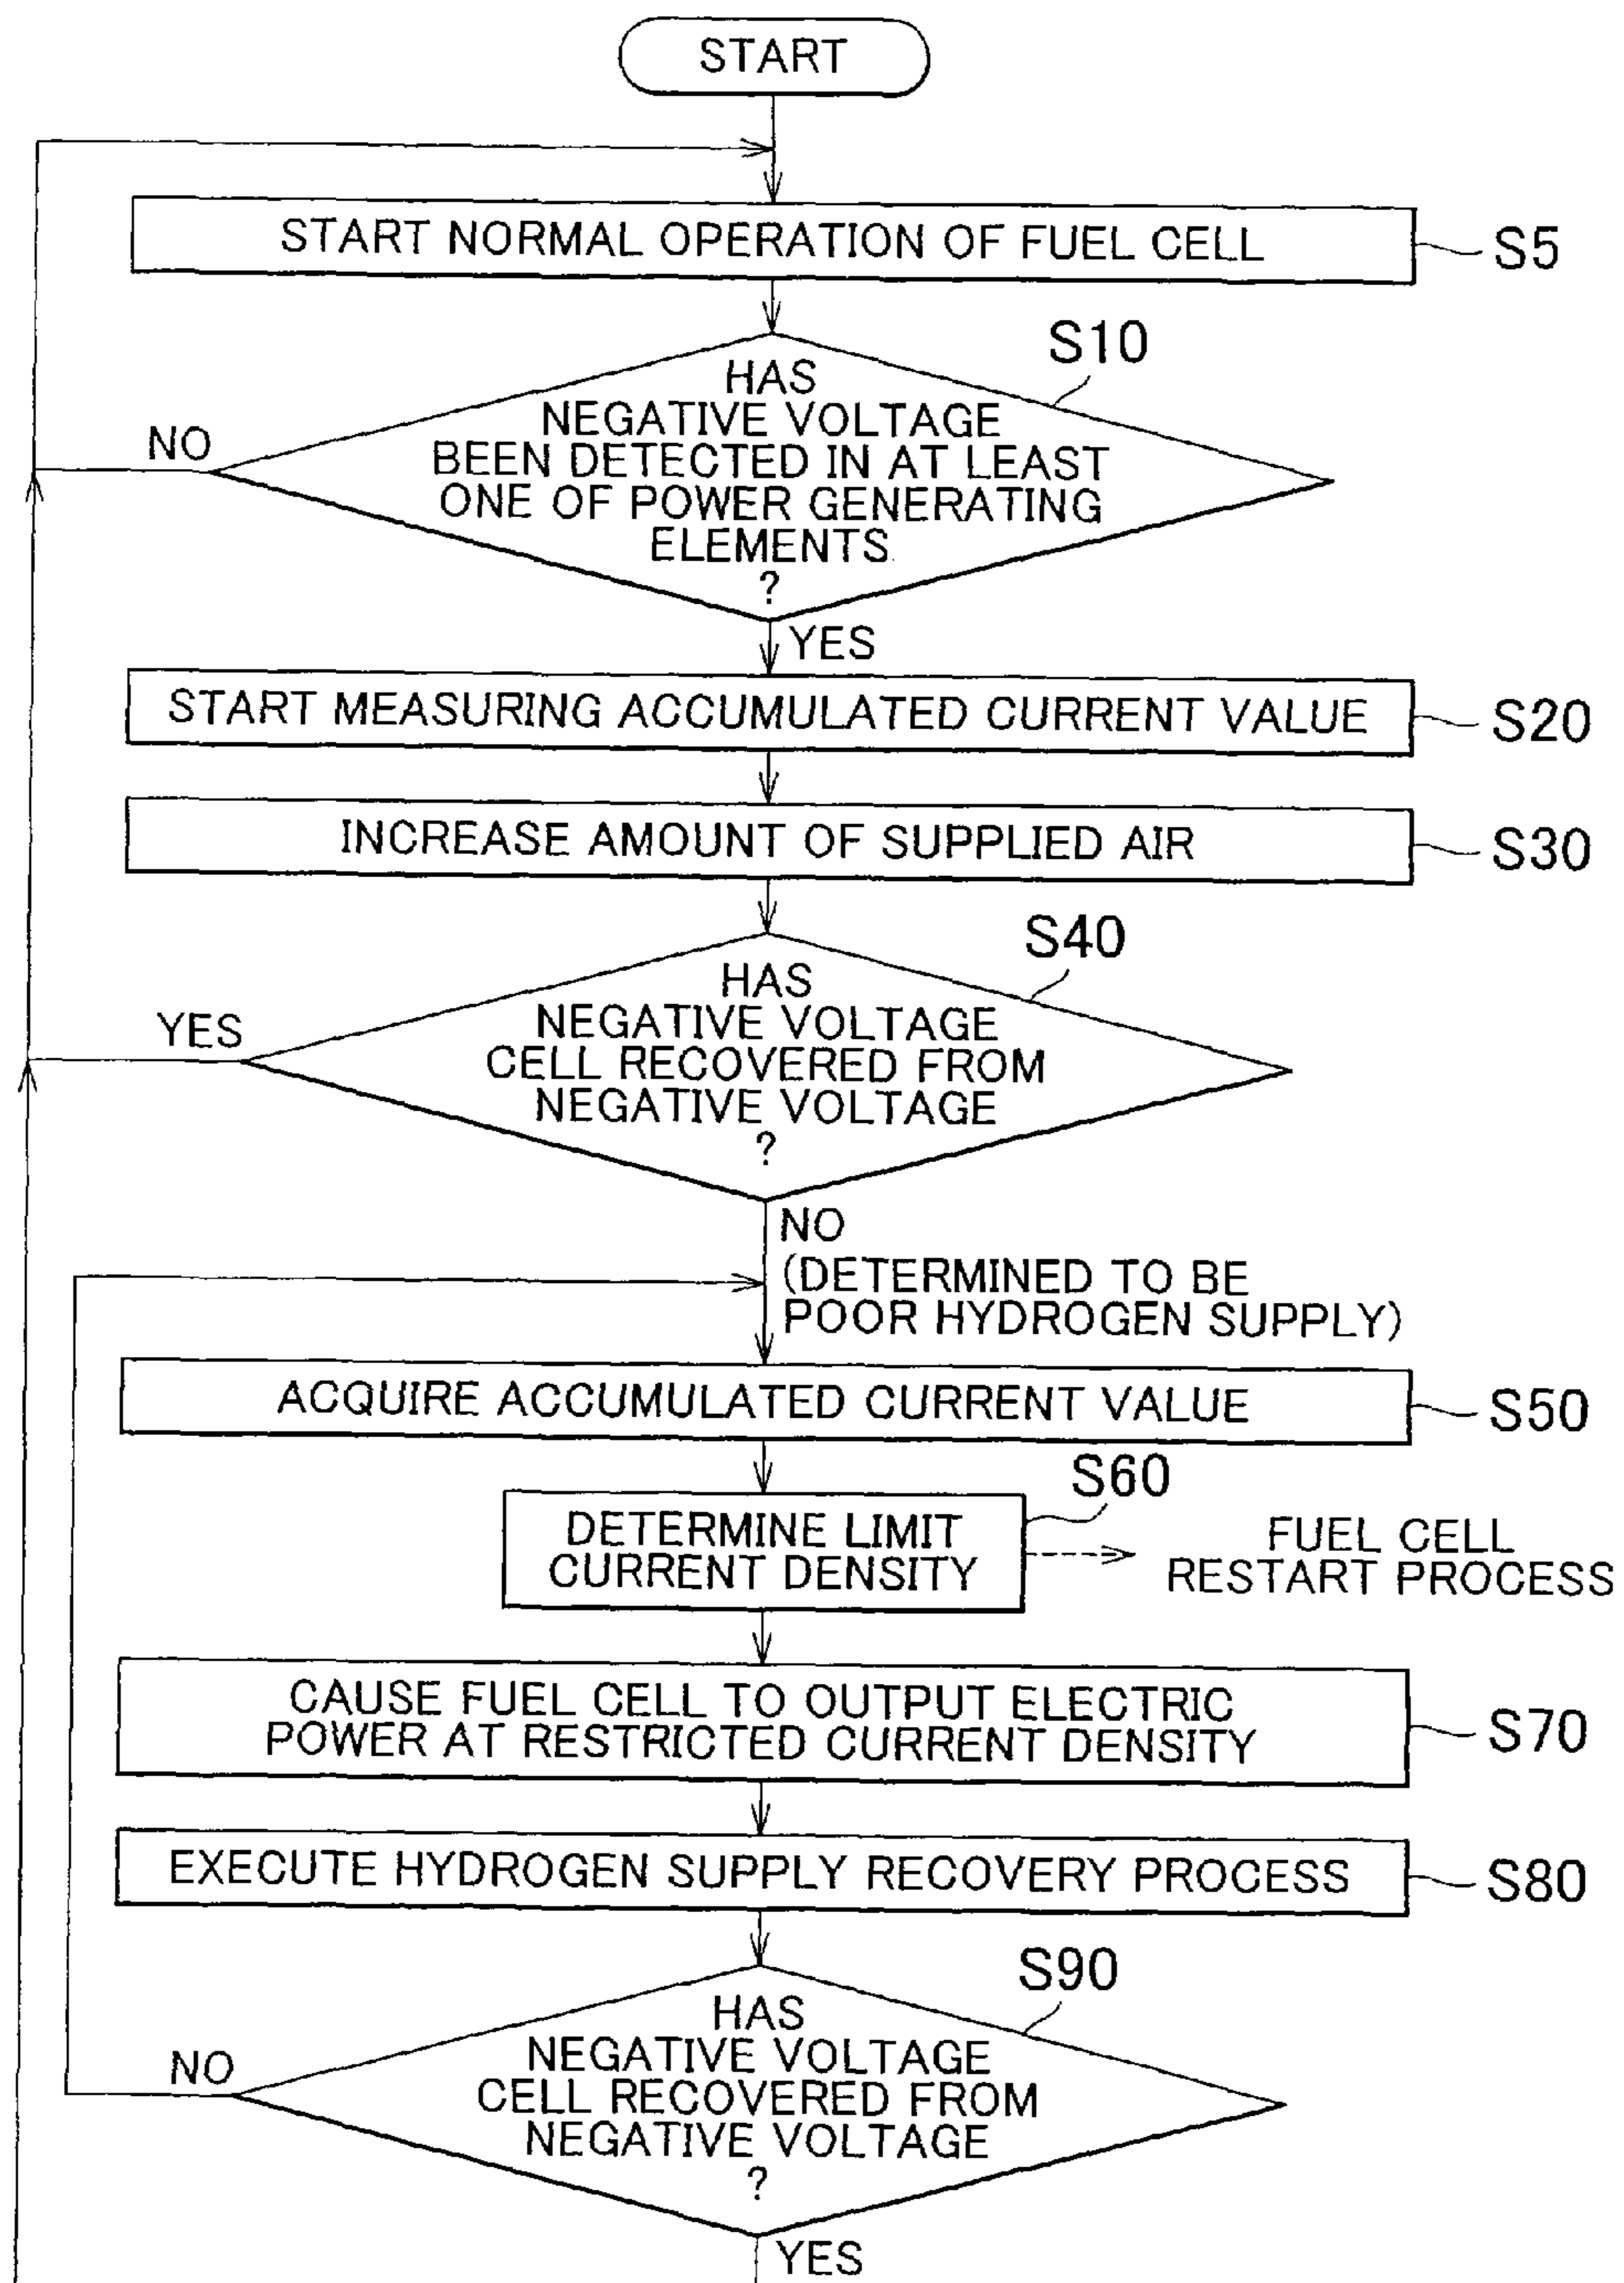 START
START NORMAL OPERATION OF FUEL CELL
S5
S10
HAS
NEGATIVE VOLTAGE
BEEN DETECTED IN AT LEAST
ONE OF POWER GENERATING
ELEMENTS
?
NO
YES
START MEASURING ACCUMULATED CURRENT VALUE
S20
INCREASE AMOUNT OF SUPPLIED AIR
S30
S40
HAS
NEGATIVE VOLTAGE
CELL RECOVERED FROM
NEGATIVE VOLTAGE
?
YES
NO
(DETERMINED TO BE
POOR HYDROGEN SUPPLY)
ACQUIRE ACCUMULATED CURRENT VALUE
S50
S60
DETERMINE LIMIT
CURRENT DENSITY
FUEL CELL
RESTART PROCESS
CAUSE FUEL CELL TO OUTPUT ELECTRIC
POWER AT RESTRICTED CURRENT DENSITY
S70
EXECUTE HYDROGEN SUPPLY RECOVERY PROCESS
S80
S90
HAS
NEGATIVE VOLTAGE
CELL RECOVERED FROM
NEGATIVE VOLTAGE
?
NO
YES